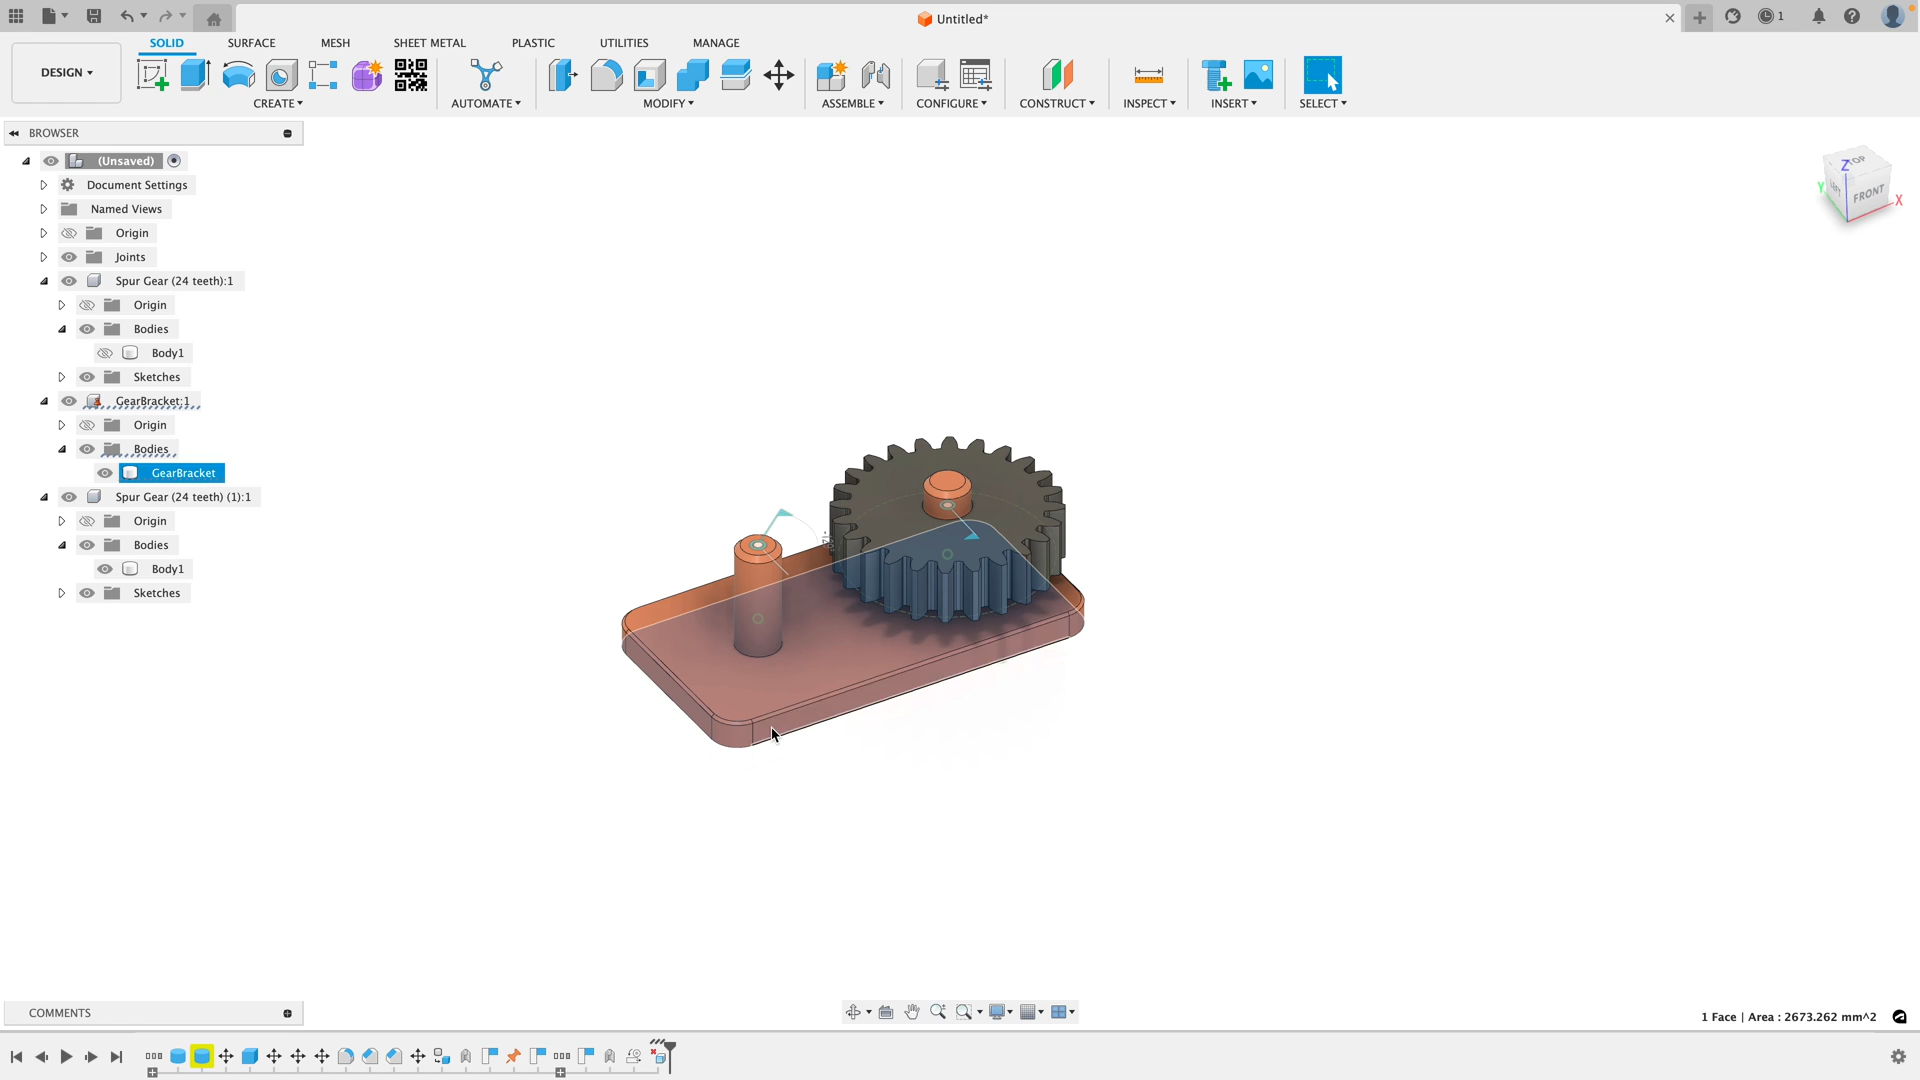 Untitled*
1
DESIGN
SOLID
SURFACE
MESH
SHEET METAL
PLASTIC
UTILITIES
MANAGE
CREATE
AUTOMATE
MODIFY
ASSEMBLE
CONFIGURE
CONSTRUCT
INSPECT
INSERT
SELECT
BROWSER
(Unsaved)
Document Settings
Named Views
Origin
Joints
Spur Gear (24 teeth):1
Origin
Bodies
Body1
Sketches
GearBracket:1
Origin
Bodies
GearBracket
Spur Gear (24 teeth) (1):1
Origin
Bodies
Body1
Sketches
TOP
LEFT
FRONT
Z
Y
X
COMMENTS
1 Face | Area : 2673.262 mm^2